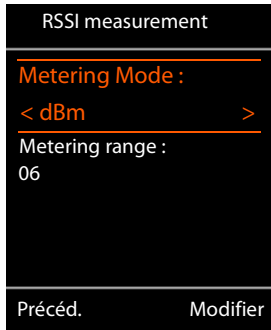 RSSI measurement
Metering Mode :
< dBm >
Metering range :
06
Précéd. Modifier